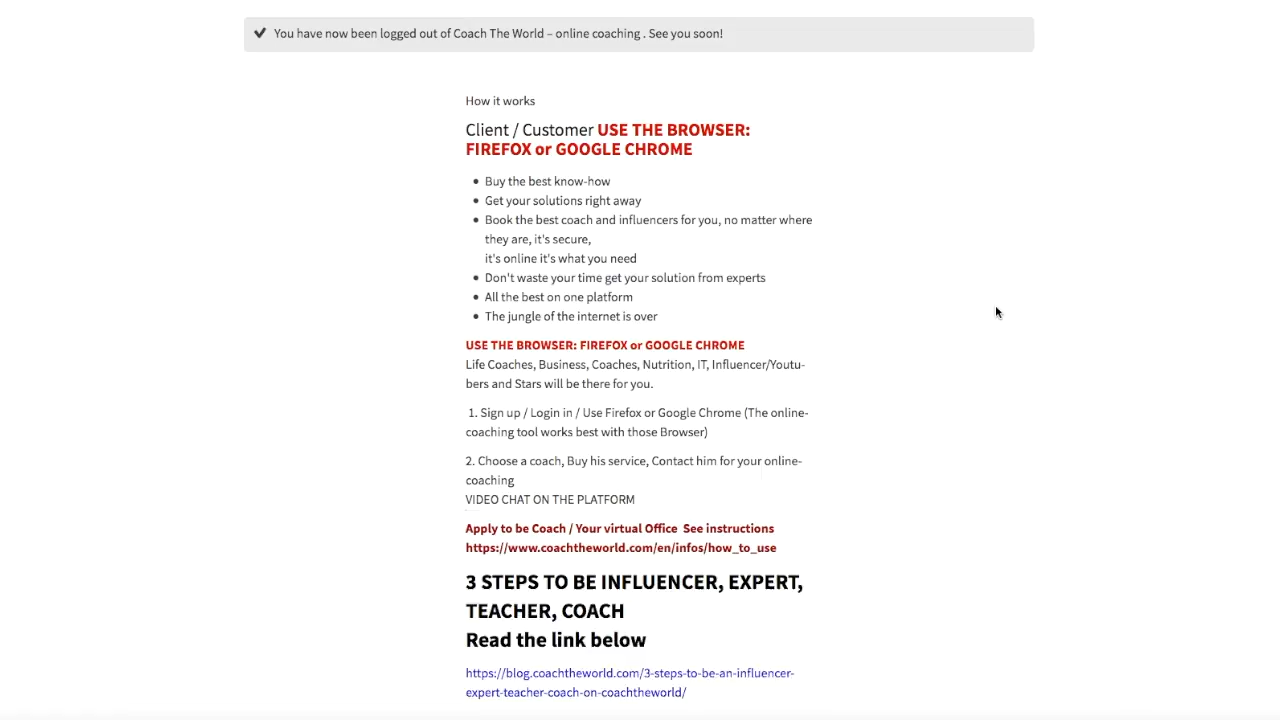 You have now been logged out of Coach The World – online coaching . See you soon!
How it works
Client / Customer USE THE BROWSER:
FIREFOX or GOOGLE CHROME
Buy the best know-how
Get your solutions right away
Book the best coach and influencers for you, no matter where
they are, it's secure,
it's online it's what you need
Don't waste your time get your solution from experts
All the best on one platform
The jungle of the internet is over
USE THE BROWSER: FIREFOX or GOOGLE CHROME
Life Coaches, Business, Coaches, Nutrition, IT, Influencer/Youtu-
bers and Stars will be there for you.
1. Sign up / Login in / Use Firefox or Google Chrome (The online-
coaching tool works best with those Browser)
2. Choose a coach, Buy his service, Contact him for your online-
coaching
VIDEO CHAT ON THE PLATFORM
Apply to be Coach / Your virtual Office  See instructions
https://www.coachtheworld.com/en/infos/how_to_use
3 STEPS TO BE INFLUENCER, EXPERT,
TEACHER, COACH
Read the link below
https://blog.coachtheworld.com/3-steps-to-be-an-influencer-
expert-teacher-coach-on-coachtheworld/